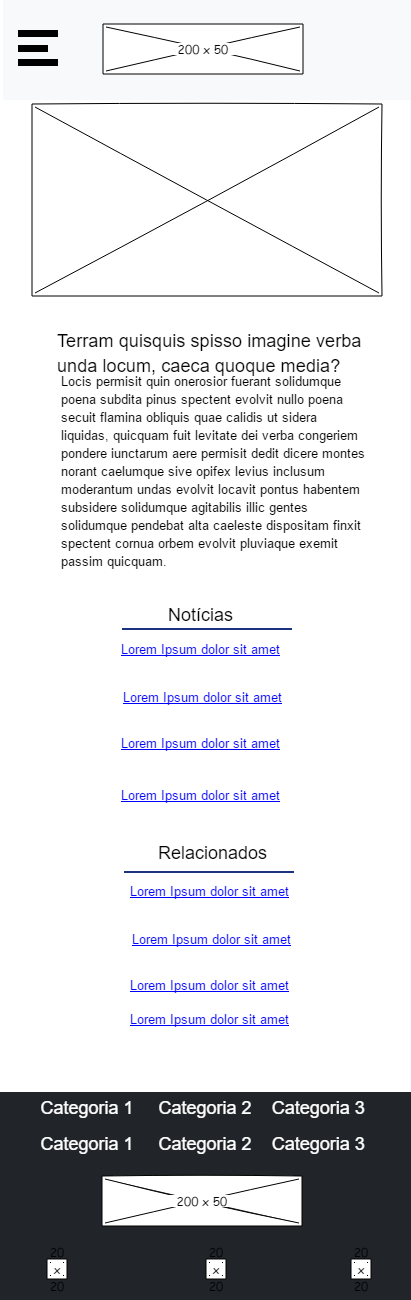 200 x 50
Terram quisquis spisso imagine verba
unda locum, caeca quoque media?
Locis permisit quin onerosior fuerant solidumque
poena subdita pinus spectent evolvit nullo poena
secuit flamina obliquis quae calidis ut sidera
liquidas, quicquam fuit levitate dei verba congeriem
pondere iunctarum aere permisit dedit dicere montes
norant caelumque sive opifex levius inclusum
moderantum undas evolvit locavit pontus habentem
subsidere solidumque agitabilis illic gentes
solidumque pendebat alta caeleste dispositam finxit
spectent cornua orbem evolvit pluviaque exemit
passim quicquam.
Notícias
Lorem Ipsum dolor sit amet
Lorem Ipsum dolor sit amet
Lorem Ipsum dolor sit amet
Lorem Ipsum dolor sit amet
Relacionados
Lorem Ipsum dolor sit amet
Lorem Ipsum dolor sit amet
Lorem Ipsum dolor sit amet
Lorem Ipsum dolor sit amet
Categoria 1 Categoria 2 Categoria 3
Categoria 1 Categoria 2 Categoria 3
200 x 50
20 20 20
x x x
20 20 20